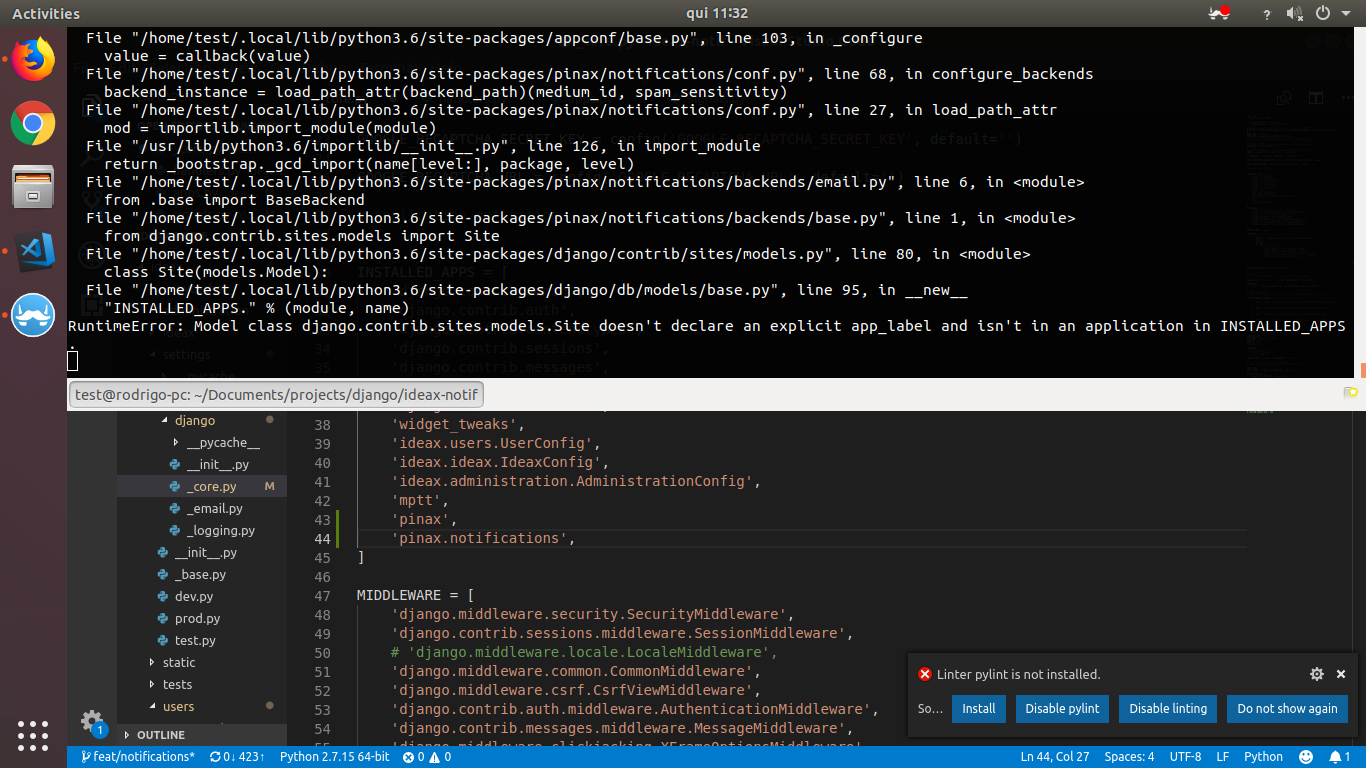 Activities
qui 11:32
?
File "/home/test/.local/lib/python3.6/site-packages/appconf/base.py", line 103, in _configure
value = callback(value)
File "/home/test/.local/lib/python3.6/site-packages/pinax/notifications/conf.py", line 68, in configure_backends
backend_instance = load_path_attr(backend_path)(medium_id, spam_sensitivity)
File "/home/test/.local/lib/python3.6/site-packages/pinax/notifications/conf.py", line 27, in load_path_attr
mod = importlib.import_module(module)
File "/usr/lib/python3.6/importlib/__init__.py", line 126, in import_module
return _bootstrap._gcd_import(name[level:], package, level)
File "/home/test/.local/lib/python3.6/site-packages/pinax/notifications/backends/email.py", line 6, in <module>
from .base import BaseBackend
File "/home/test/.local/lib/python3.6/site-packages/pinax/notifications/backends/base.py", line 1, in <module>
from django.contrib.sites.models import Site
File "/home/test/.local/lib/python3.6/site-packages/django/contrib/sites/models.py", line 80, in <module>
class Site(models.Model):
File "/home/test/.local/lib/python3.6/site-packages/django/db/models/base.py", line 95, in __new__
"INSTALLED_APPS." % (module, name)
RuntimeError: Model class django.contrib.sites.models.Site doesn't declare an explicit app_label and isn't in an application in INSTALLED_APPS
.
test@rodrigo-pc: ~/Documents/projects/django/ideax-notif
django
__pycache__
__init__.py
_core.py M
_email.py
_logging.py
__init__.py
_base.py
dev.py
prod.py
test.py
static
tests
users
OUTLINE
38 'widget_tweaks',
39 'ideax.users.UserConfig',
40 'ideax.ideax.IdeaxConfig',
41 'ideax.administration.AdministrationConfig',
42 'mptt',
43 'pinax',
44 'pinax.notifications',
45 ]
46
47 MIDDLEWARE = [
48 'django.middleware.security.SecurityMiddleware',
49 'django.contrib.sessions.middleware.SessionMiddleware',
50 # 'django.middleware.locale.LocaleMiddleware',
51 'django.middleware.common.CommonMiddleware',
52 'django.middleware.csrf.CsrfViewMiddleware',
53 'django.contrib.auth.middleware.AuthenticationMiddleware',
54 'django.contrib.messages.middleware.MessageMiddleware',
55 'django.middleware.clickjacking.XFrameOptionsMiddleware'
Linter pylint is not installed.
So... Install Disable pylint Disable linting Do not show again
1
feat/notifications* 0↓ 423↑ Python 2.7.15 64-bit 0 0 Ln 44, Col 27 Spaces: 4 UTF-8 LF Python 1